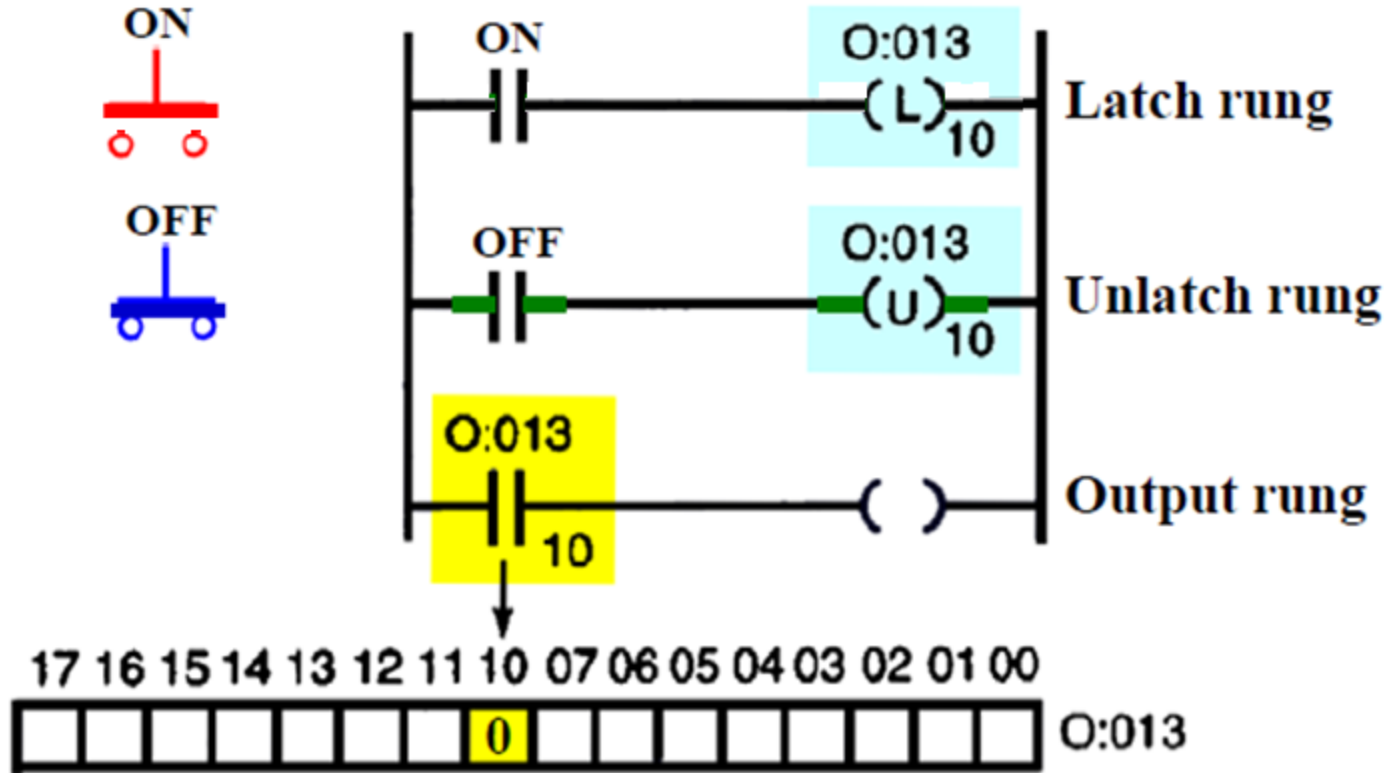 ON
ON
O:013
(L)
10
Latch rung
OFF
OFF
O:013
(U)
10
Unlatch rung
O:013
10
( )
Output rung
17 16 15 14 13 12 11 10 07 06 05 04 03 02 01 00
0
O:013